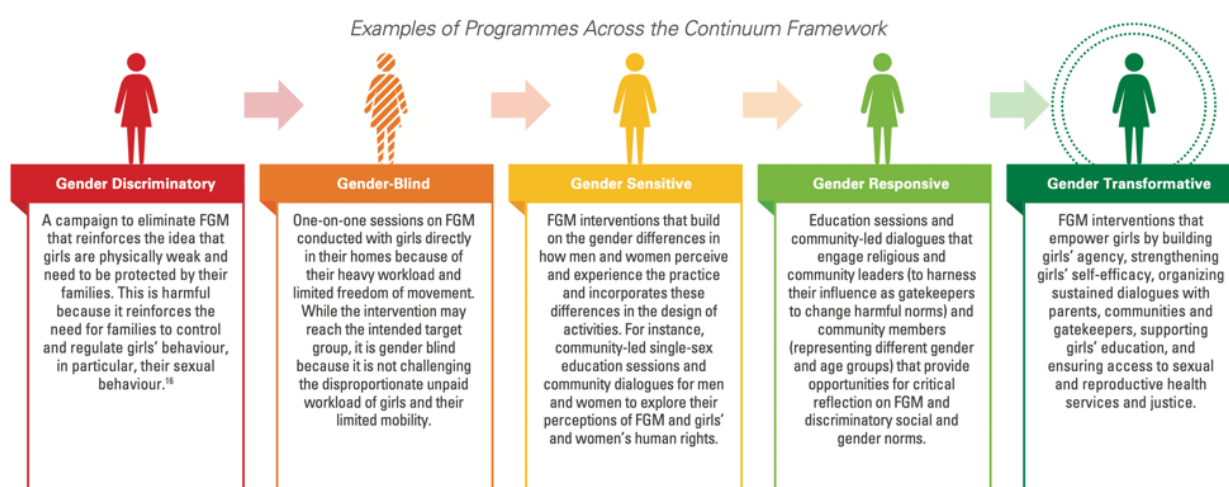 Examples of Programmes Across the Continuum Framework
Gender Discriminatory
A campaign to eliminate FGM
that reinforces the idea that
girls are physically weak and
need to be protected by their
families. This is harmful
because it reinforces the
need for families to control
and regulate girls' behaviour,
in particular, their sexual
behaviour.16
Gender-Blind
One-on-one sessions on FGM
conducted with girls directly
in their homes because of
their heavy workload and
limited freedom of movement.
While the intervention may
reach the intended target
group, it is gender blind
because it is not challenging
the disproportionate unpaid
workload of girls and their
limited mobility.
Gender Sensitive
FGM interventions that build
on the gender differences in
how men and women perceive
and experience the practice
and incorporates these
differences in the design of
activities. For instance,
community-led single-sex
education sessions and
community dialogues for men
and women to explore their
perceptions of FGM and girls'
and women's human rights.
Gender Responsive
Education sessions and
community-led dialogues that
engage religious and
community leaders (to harness
their influence as gatekeepers
to change harmful norms) and
community members
(representing different gender
and age groups) that provide
opportunities for critical
reflection on FGM and
discriminatory social and
gender norms.
Gender Transformative
FGM interventions that
empower girls by building
girls' agency, strengthening
girls' self-efficacy, organizing
sustained dialogues with
parents, communities and
gatekeepers, supporting
girls' education, and
ensuring access to sexual
and reproductive health
services and justice.